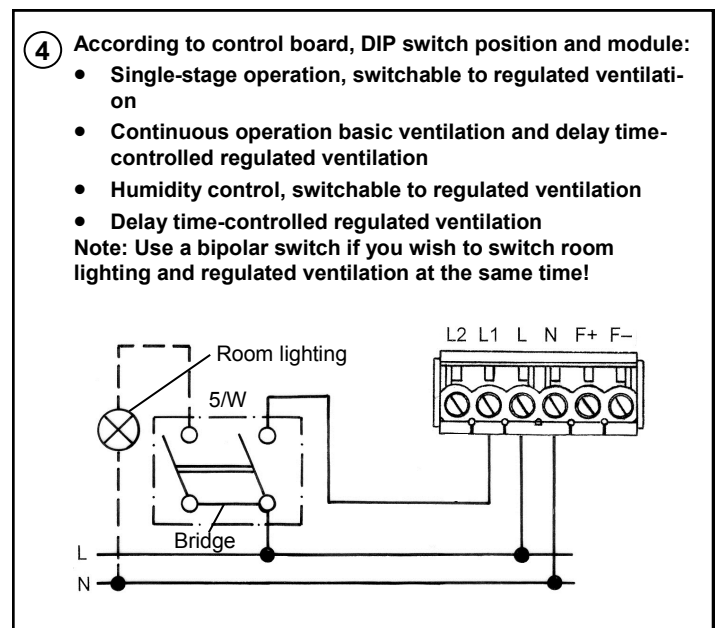 4 According to control board, DIP switch position and module:
• Single-stage operation, switchable to regulated ventilati-
on
• Continuous operation basic ventilation and delay time-
controlled regulated ventilation
• Humidity control, switchable to regulated ventilation
• Delay time-controlled regulated ventilation
Note: Use a bipolar switch if you wish to switch room
lighting and regulated ventilation at the same time!
L2 L1 L N F+ F–
Room lighting
5/W
Bridge
L
N